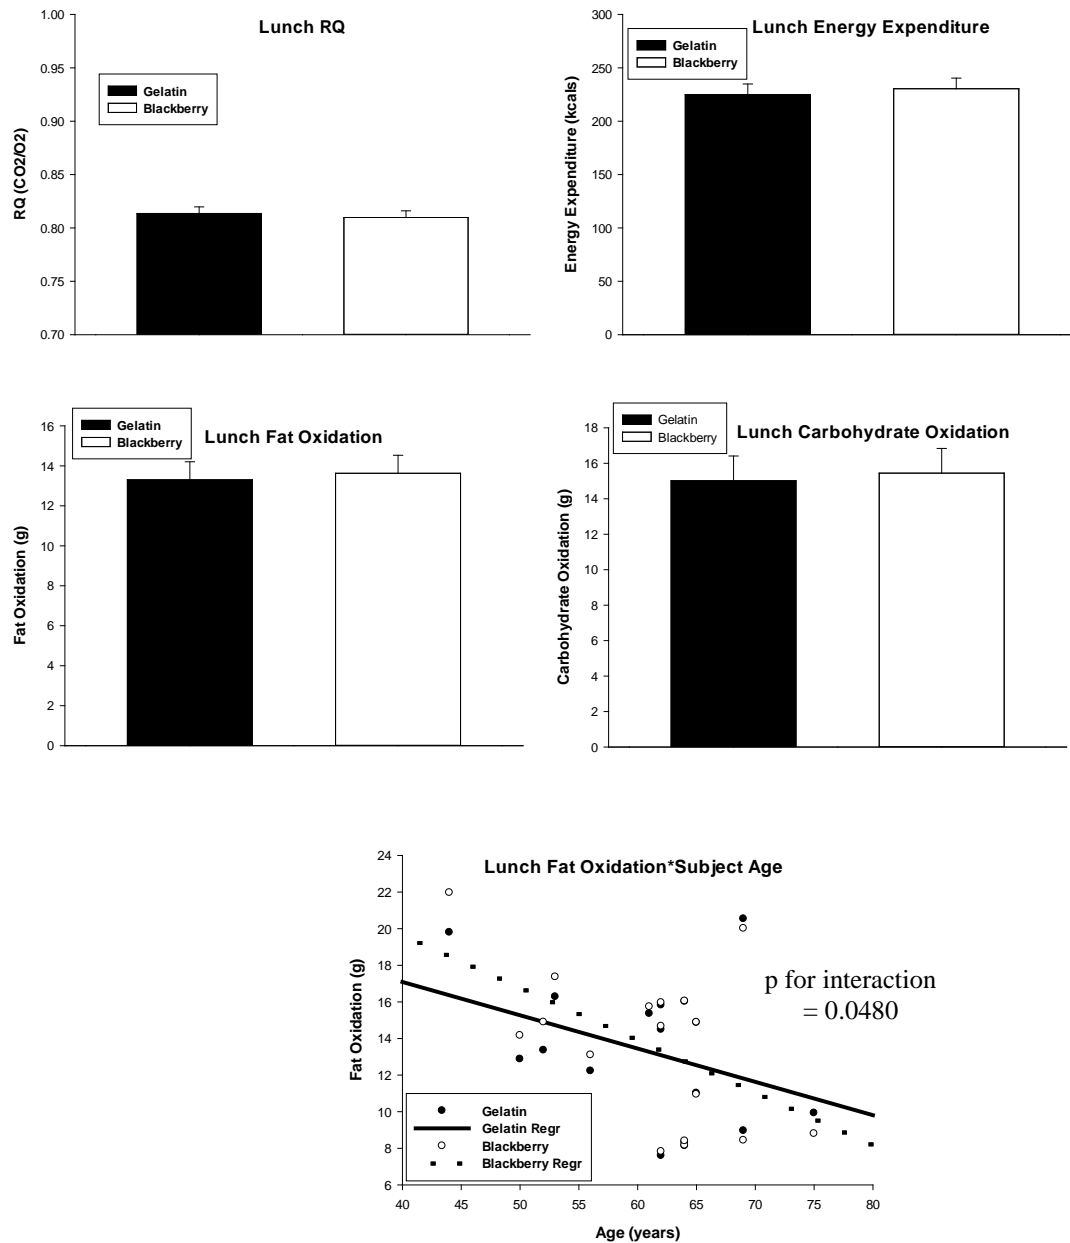 Lunch RQ
1.00
0.95
0.90
0.85
0.80
0.75
0.70
RQ (CO2/O2)
Gelatin
Blackberry
Lunch Energy Expenditure
300
250
200
150
100
50
0
Energy Expenditure (kcals)
Gelatin
Blackberry
Lunch Fat Oxidation
16
14
12
10
8
6
4
2
0
Fat Oxidation (g)
Gelatin
Blackberry
Lunch Carbohydrate Oxidation
18
16
14
12
10
8
6
4
2
0
Carbohydrate Oxidation (g)
Gelatin
Blackberry
Lunch Fat Oxidation*Subject Age
24
22
20
18
16
14
12
10
8
6
Fat Oxidation (g)
p for interaction
= 0.0480
Gelatin
Gelatin Regr
Blackberry
Blackberry Regr
40 45 50 55 60 65 70 75 80
Age (years)